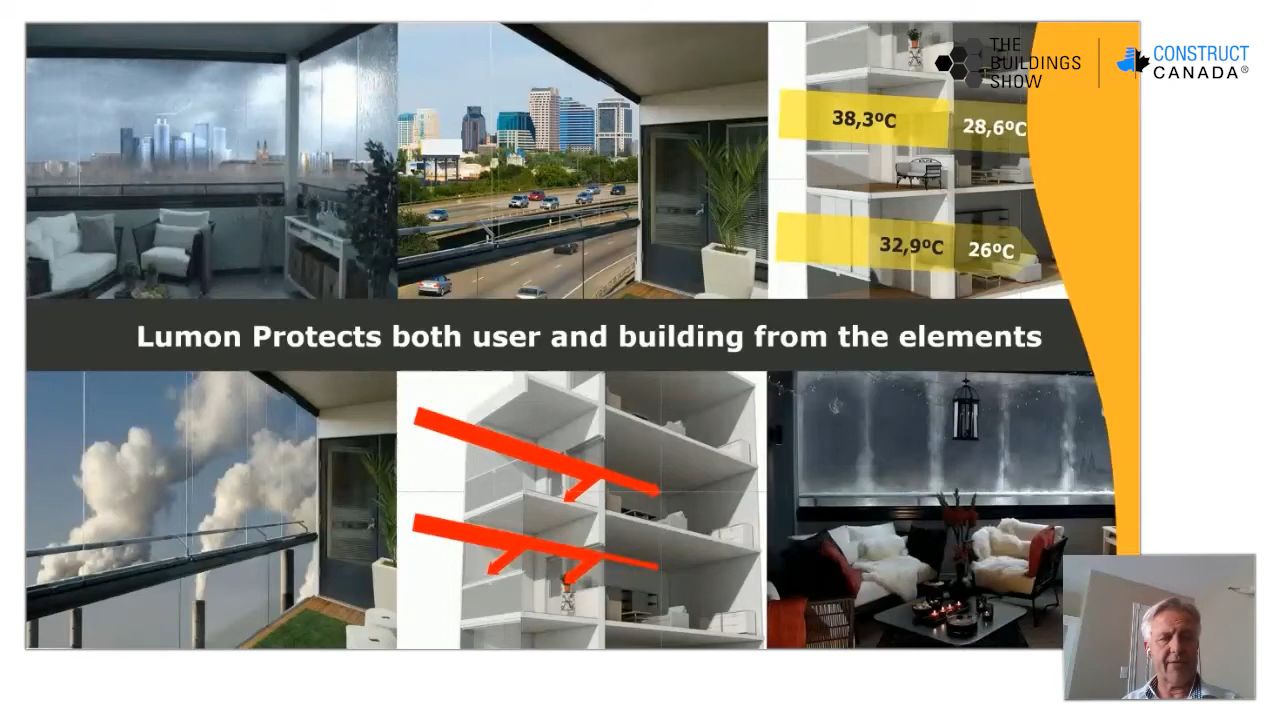 THE
BUILDINGS
SHOW
CONSTRUCT
CANADA®
38,3ºC
28,6ºC
32,9ºC
26ºC
Lumon Protects both user and building from the elements